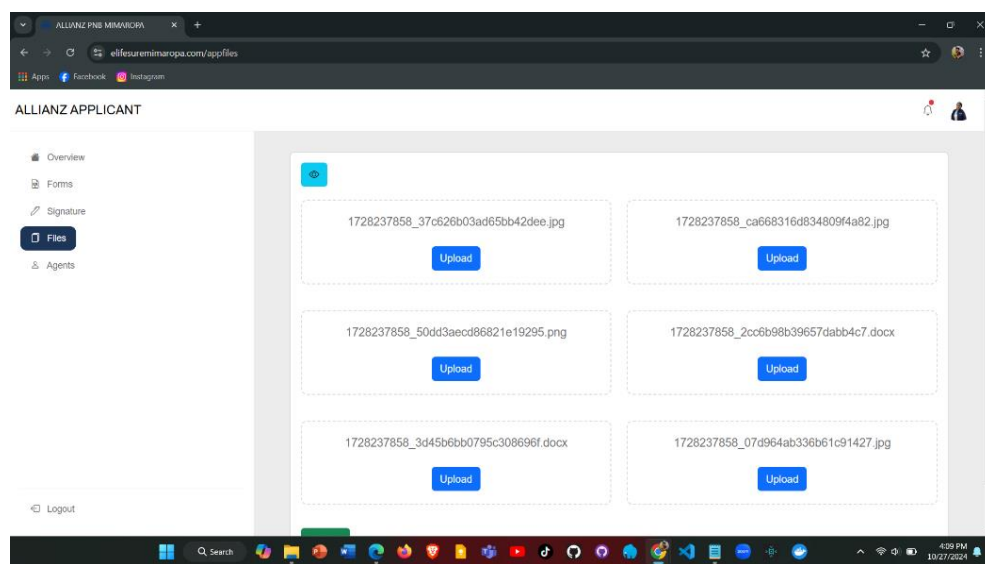 ALLIANZ PNB MIMAROPA
elifesuremimaropa.com/appfiles
Apps Facebook Instagram
ALLIANZ APPLICANT
Overview
Forms
Signature
Files
Agents
Logout
1728237858_37c626b03ad65bb42dee.jpg
Upload
1728237858_ca668316d834809f4a82.jpg
Upload
1728237858_50dd3aecd86821e19295.png
Upload
1728237858_2cc6b98b39657dabb4c7.docx
Upload
1728237858_3d45b6bb0795c308696f.docx
Upload
1728237858_07d964ab336b61c91427.jpg
Upload
Search
4:09 PM
10/27/2024